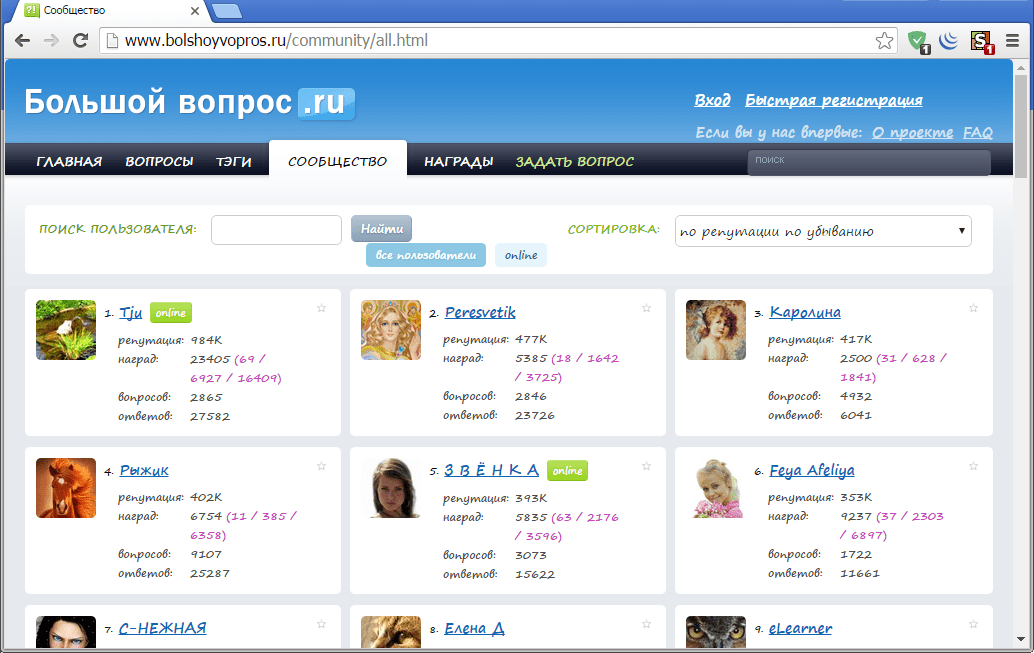 Сообщество
www.bolshoyvopros.ru/community/all.html
1
1
Большой вопрос .ru
Вход Быстрая регистрация
Если вы у нас впервые: О проекте FAQ
ГЛАВНАЯ ВОПРОСЫ ТЭГИ СООБЩЕСТВО НАГРАДЫ ЗАДАТЬ ВОПРОС ПОИСК
ПОИСК ПОЛЬЗОВАТЕЛЯ: Найти СОРТИРОВКА: по репутации по убыванию
все пользователи online
1. Tju online
репутация: 984K
наград: 23405 (69 /
6927 / 16409)
вопросов: 2865
ответов: 27582
2. Peresvetik
репутация: 477K
наград: 5385 (18 / 1642
/ 3725)
вопросов: 2846
ответов: 23726
3. Каролина
репутация: 417K
наград: 2500 (31 / 628 /
1841)
вопросов: 4932
ответов: 6041
4. Рыжик
репутация: 402K
наград: 6754 (11 / 385 /
6358)
вопросов: 9107
ответов: 25287
5. З В Ё Н К А online
репутация: 393K
наград: 5835 (63 / 2176
/ 3596)
вопросов: 3073
ответов: 15622
6. Feya Afeliya
репутация: 353K
наград: 9237 (37 / 2303
/ 6897)
вопросов: 1722
ответов: 11661
7. С-НЕЖНАЯ
8. Елена Д
9. eLearner